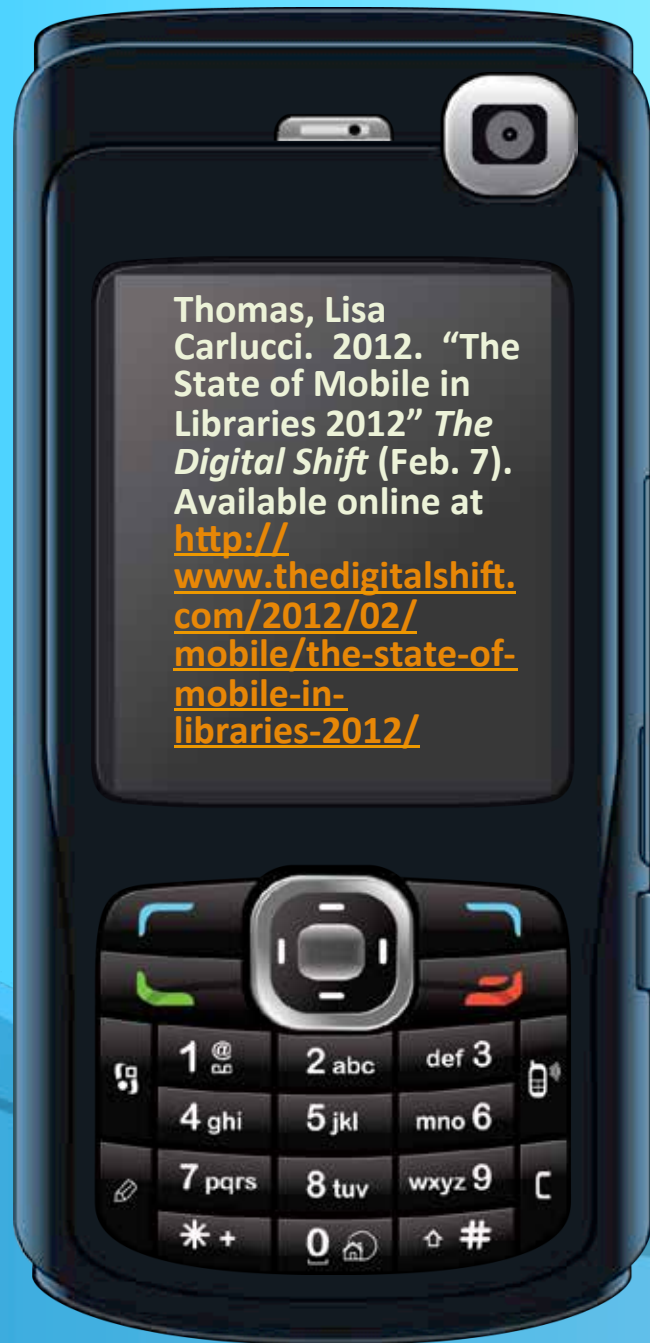 Thomas, Lisa
Carlucci. 2012. “The
State of Mobile in
Libraries 2012” The
Digital Shift (Feb. 7).
Available online at
http://
www.thedigitalshift.
com/2012/02/
mobile/the-state-of-
mobile-in-
libraries-2012/
1 @ 2 abc def 3
4 ghi 5 jkl mno 6
7 pqrs 8 tuv wxyz 9 C
* + 0 #